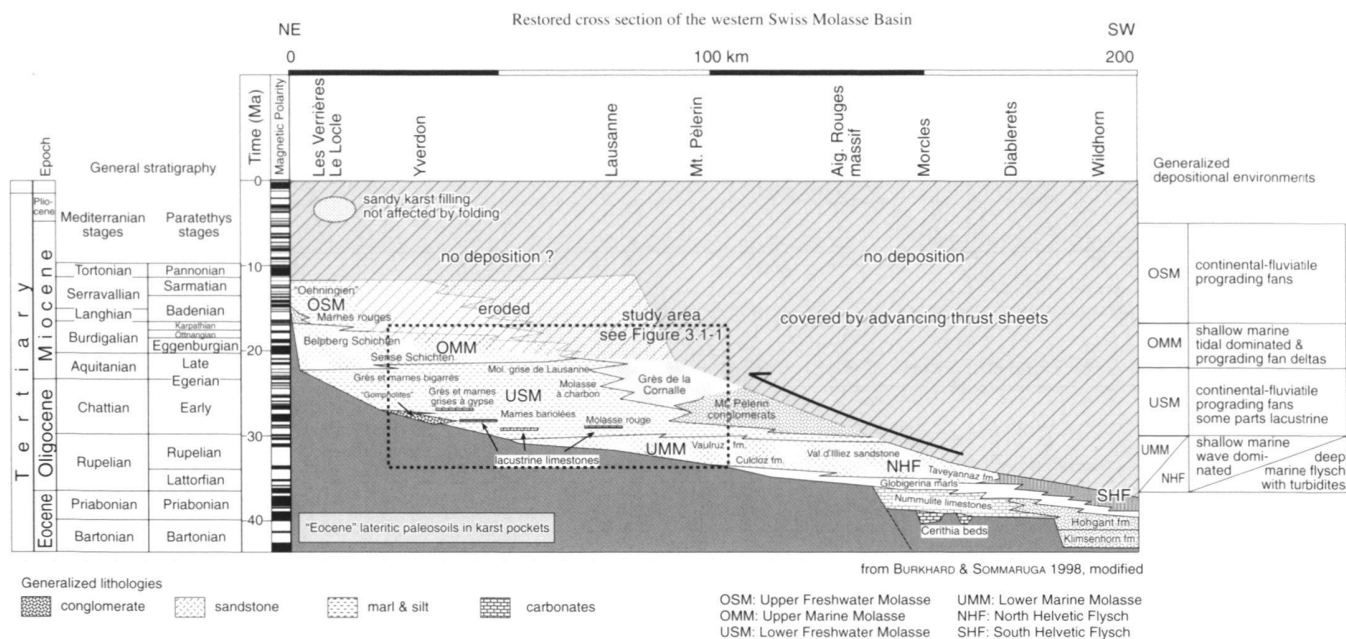 Restored cross section of the western Swiss Molasse Basin
NE
SW
0
100 km
200
Time (Ma)
Magnetic Polarity
Les Verrières
Le Locle
Yverdon
Lausanne
Mt. Pèlerin
Aig. Rouges
massif
Morcles
Diablerets
Wildhorn
Epoch
General stratigraphy
Generalized
depositional environments
Tertiary
Plio-
cene
Miocene
Oligocene
Eocene
Mediterranian
stages
Paratethys
stages
Tortonian
Serravallian
Langhian
Burdigalian
Aquitanian
Chattian
Rupelian
Priabonian
Bartonian
Pannonian
Sarmatian
Badenian
Karpathian
Ottnangian
Eggenburgian
Late
Egerian
Early
Rupelian
Lattorfian
Priabonian
Bartonian
0
10
20
30
40
sandy karst filling
not affected by folding
no deposition ?
no deposition
"Oehningien"
OSM
eroded
study area
see Figure 3.1-1
covered by advancing thrust sheets
Marnes rouges
Belpberg Schichten
OMM
Sense Schichten
Mol. grise de Lausanne
Grès et marnes bigarrés
Molasse
à charbon
Grès de la
Cornalle
"Gompholites"
Grès et marnes
grises à gypse
USM
Marnes bariolées
Molasse rouge
Mt. Pèlerin
conglomerats
lacustrine limestones
UMM
Vaulruz fm.
Culcloz fm.
Val d'Illiez sandstone
NHF
Taveyannaz fm.
Globigerina marls
SHF
Nummulite limestones
Cerithia beds
Hohgant fm.
Klimsenhorn fm.
"Eocene" lateritic paleosoils in karst pockets
OSM
continental-fluviatile
prograding fans
OMM
shallow marine
tidal dominated &
prograding fan deltas
USM
continental-fluviatile
prograding fans
some parts lacustrine
UMM
NHF
shallow marine
wave domi-
nated
deep
marine flysch
with turbidites
from BURKHARD & SOMMARUGA 1998, modified
Generalized lithologies
conglomerate
sandstone
marl & silt
carbonates
OSM: Upper Freshwater Molasse
OMM: Upper Marine Molasse
USM: Lower Freshwater Molasse
UMM: Lower Marine Molasse
NHF: North Helvetic Flysch
SHF: South Helvetic Flysch